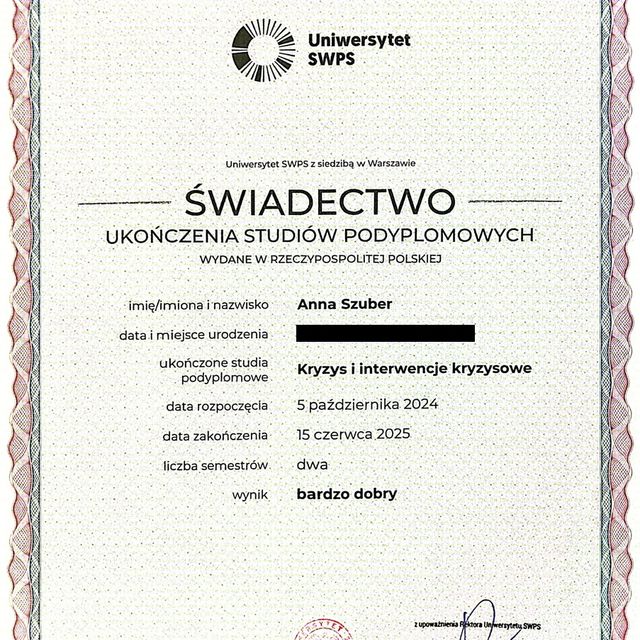 Uniwersytet
SWPS
Uniwersytet SWPS z siedzibą w Warszawie
ŚWIADECTWO
UKOŃCZENIA STUDIÓW PODYPLOMOWYCH
WYDANE W RZECZYPOSPOLITEJ POLSKIEJ
imię/imiona i nazwisko Anna Szuber
data i miejsce urodzenia
ukończone studia
podyplomowe Kryzys i interwencje kryzysowe
data rozpoczęcia 5 października 2024
data zakończenia 15 czerwca 2025
liczba semestrów dwa
wynik bardzo dobry
z upoważnienia Rektora Uniwersytetu SWPS